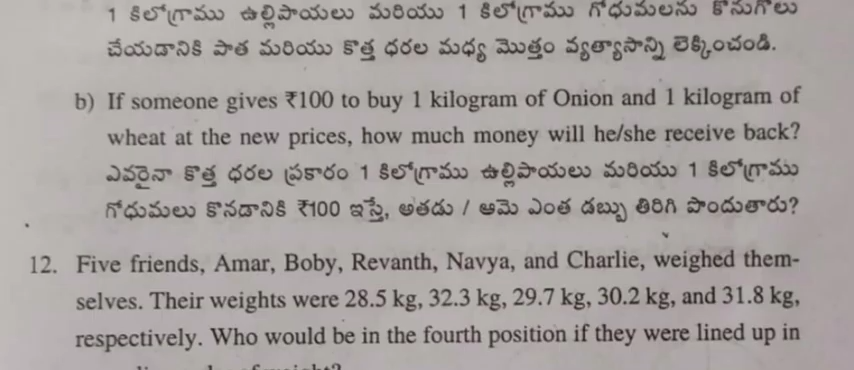 1 కిలోగ్రాము ఉల్లిపాయలు మరియు 1 కిలోగ్రాము గోధుమలను కొనుగోలు
చేయడానికి పాత మరియు కొత్త ధరల మధ్య మొత్తం వ్యత్యాసాన్ని లెక్కించండి.
b) If someone gives ₹100 to buy 1 kilogram of Onion and 1 kilogram of
wheat at the new prices, how much money will he/she receive back?
ఎవరైనా కొత్త ధరల ప్రకారం 1 కిలోగ్రాము ఉల్లిపాయలు మరియు 1 కిలోగ్రాము
గోధుమలు కొనడానికి ₹100 ఇస్తే, అతడు / ఆమె ఎంత డబ్బు తిరిగి పొందుతారు?
12. Five friends, Amar, Boby, Revanth, Navya, and Charlie, weighed them-
selves. Their weights were 28.5 kg, 32.3 kg, 29.7 kg, 30.2 kg, and 31.8 kg,
respectively. Who would be in the fourth position if they were lined up in